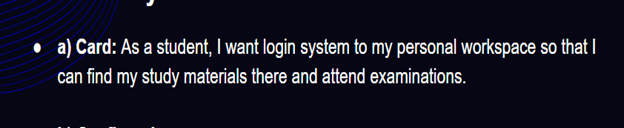 ● a) Card: As a student, I want login system to my personal workspace so that I
can find my study materials there and attend examinations.